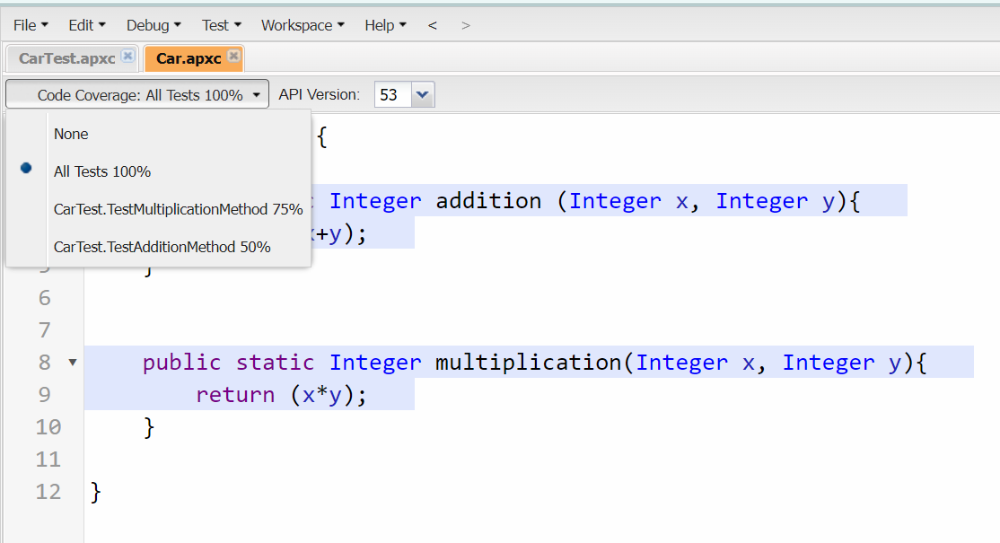 File Edit Debug Test Workspace Help < >
CarTest.apxc Car.apxc
Code Coverage: All Tests 100% API Version: 53
None
All Tests 100%
CarTest.TestMultiplicationMethod 75%
CarTest.TestAdditionMethod 50%
{
Integer addition (Integer x, Integer y){
+y);
}
6
7
8 public static Integer multiplication(Integer x, Integer y){
9 return (x*y);
10 }
11
12 }